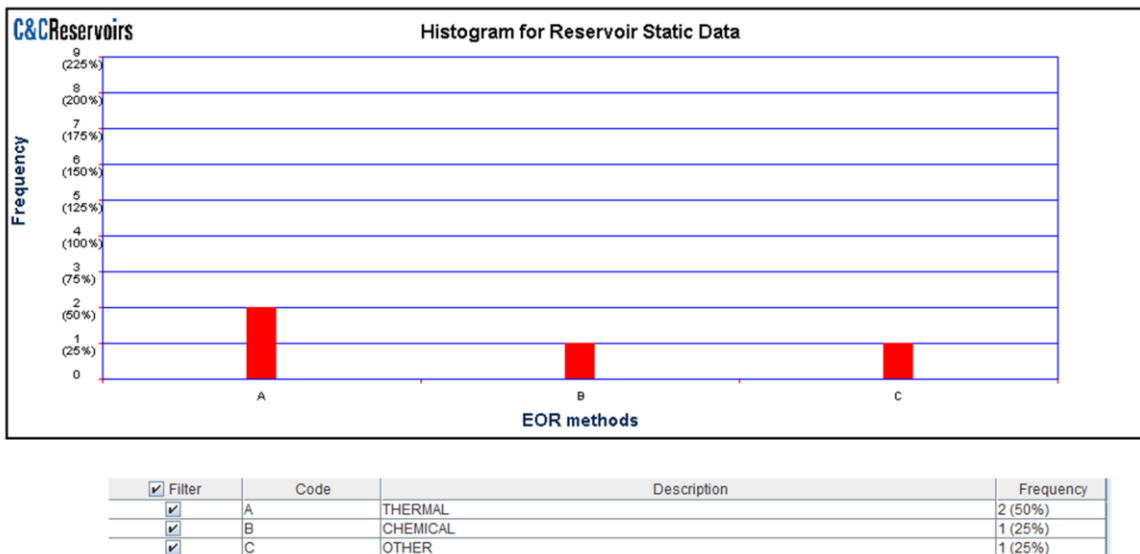 C&CReservoirs
Histogram for Reservoir Static Data
Frequency
9
(225%)
8
(200%)
7
(175%)
6
(150%)
5
(125%)
4
(100%)
3
(75%)
2
(50%)
1
(25%)
0
A B C
EOR methods
Filter Code Description Frequency
A THERMAL 2 (50%)
B CHEMICAL 1 (25%)
C OTHER 1 (25%)